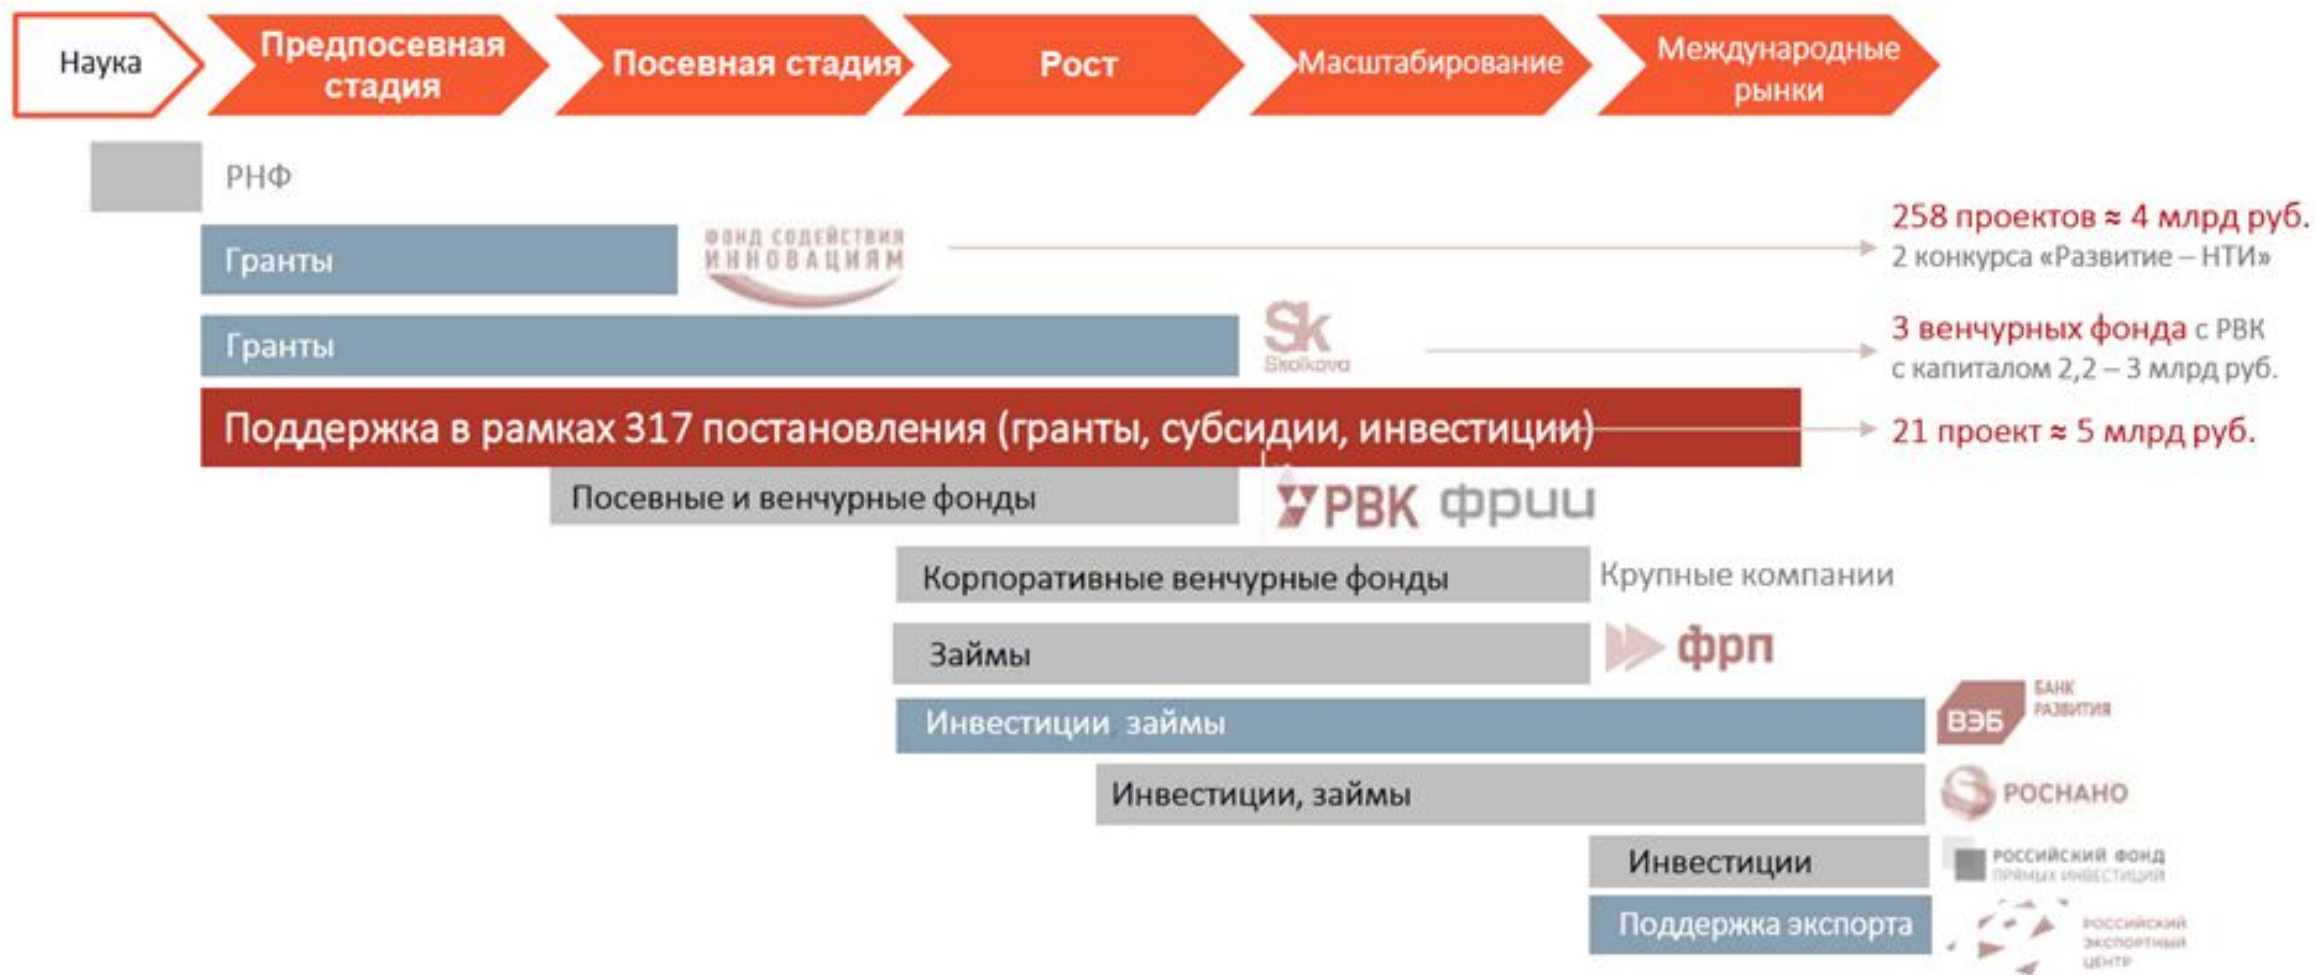 Наука
Предпосевная
стадия
Посевная стадия
Рост
Масштабирование
Международные
рынки
РНФ
Гранты
ФОНД СОДЕЙСТВИЯ
ИННОВАЦИЯМ
258 проектов ≈ 4 млрд руб.
2 конкурса «Развитие – НТИ»
Гранты
Sk
Skolkovo
3 венчурных фонда с РВК
с капиталом 2,2 – 3 млрд руб.
Поддержка в рамках 317 постановления (гранты, субсидии, инвестиции)
21 проект ≈ 5 млрд руб.
Посевные и венчурные фонды
РВК
фрии
Корпоративные венчурные фонды
Крупные компании
Займы
фрп
Инвестиции, займы
ВЭБ
БАНК
РАЗВИТИЯ
Инвестиции, займы
РОСНАНО
Инвестиции
РОССИЙСКИЙ ФОНД
ПРЯМЫХ ИНВЕСТИЦИЙ
Поддержка экспорта
РОССИЙСКИЙ
ЭКСПОРТНЫЙ
ЦЕНТР